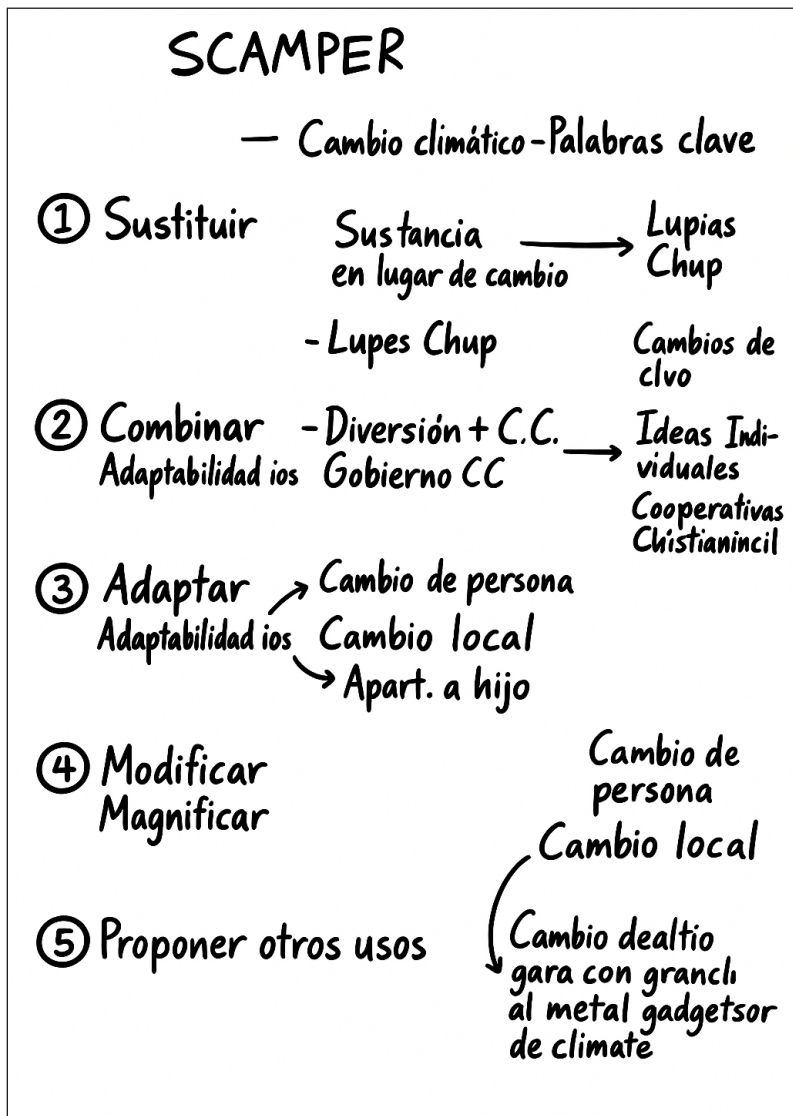 SCAMPER
— Cambio climático - Palabras clave
① Sustituir
Sustancia
en lugar de cambio
Lupias
Chup
- Lupes Chup
Cambios de
clvo
② Combinar
Adaptabilidad ios
- Diversión + C.C.
Gobierno CC
Ideas Indi-
viduales
Cooperativas
Chistianincil
③ Adaptar
Adaptabilidad ios
Cambio de persona
Cambio local
Apart. a hijo
④ Modificar
Magnificar
Cambio de
persona
Cambio local
⑤ Proponer otros usos
Cambio dealtio
gara con grancli
al metal gadgetsor
de climate